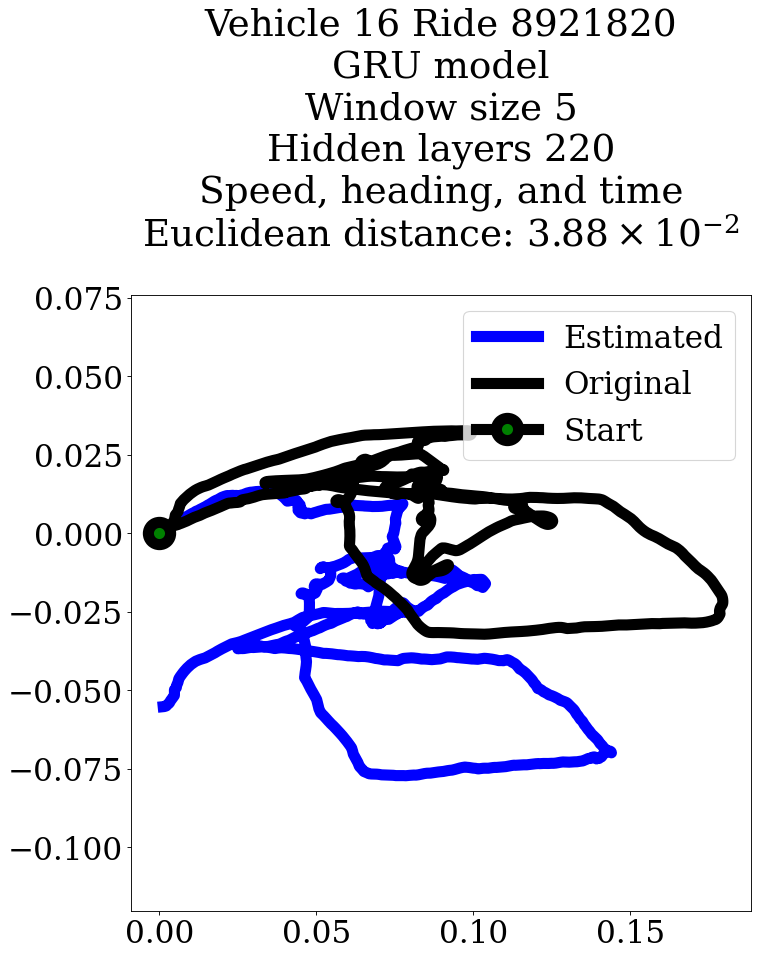 Vehicle 16 Ride 8921820
GRU model
Window size 5
Hidden layers 220
Speed, heading, and time
Euclidean distance: 3.88 × 10⁻²
0.075
0.050
0.025
0.000
−0.025
−0.050
−0.075
−0.100
Estimated
Original
Start
0.00 0.05 0.10 0.15